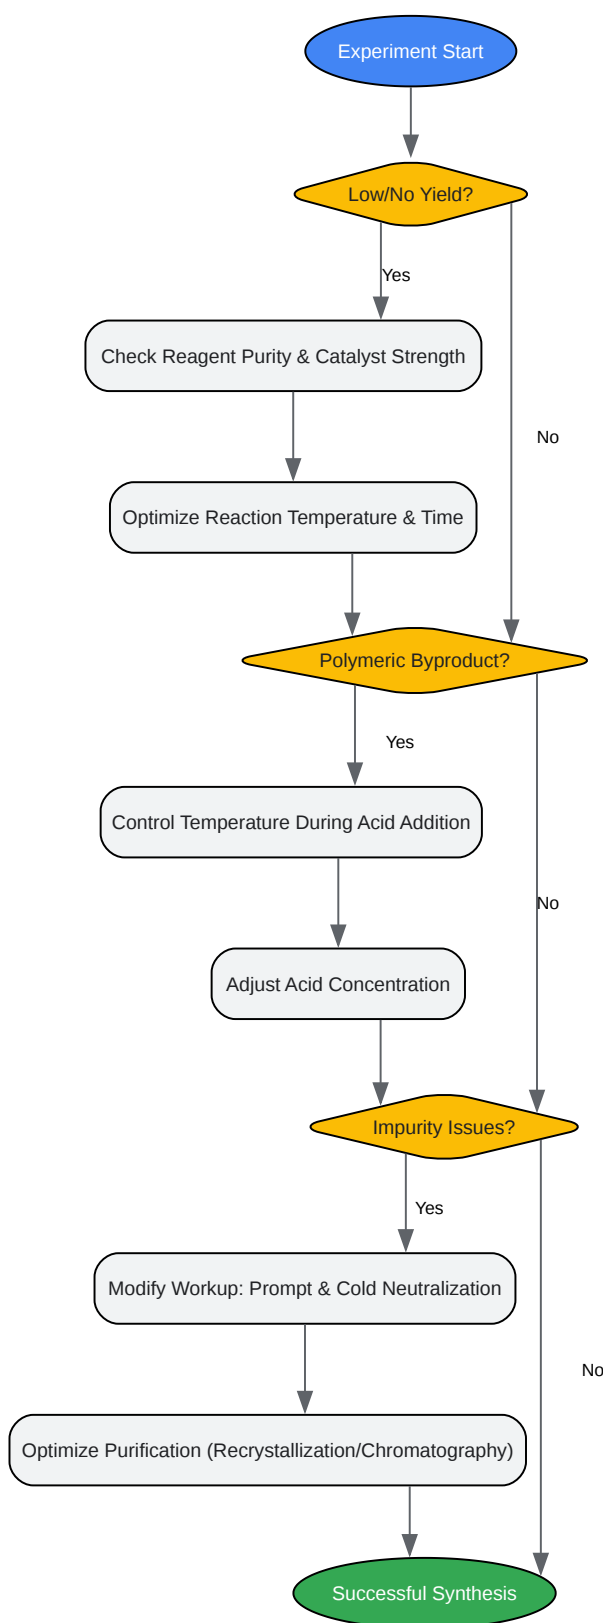 Experiment Start
Low/No Yield?
Yes
Check Reagent Purity & Catalyst Strength
No
Optimize Reaction Temperature & Time
Polymeric Byproduct?
Yes
Control Temperature During Acid Addition
No
Adjust Acid Concentration
Impurity Issues?
Yes
Modify Workup: Prompt & Cold Neutralization
No
Optimize Purification (Recrystallization/Chromatography)
Successful Synthesis